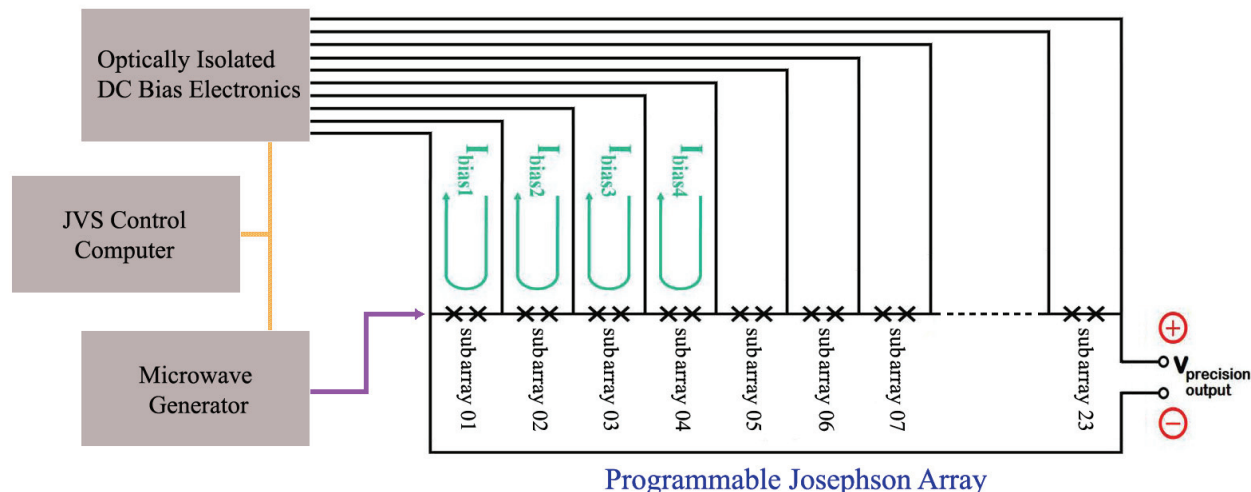 Optically Isolated
DC Bias Electronics
JVS Control
Computer
Microwave
Generator
Ibias1
Ibias2
Ibias3
Ibias4
subarray 01
subarray 02
subarray 03
subarray 04
subarray 05
subarray 06
subarray 07
subarray 23
+
Vprecision
output
−
Programmable Josephson Array